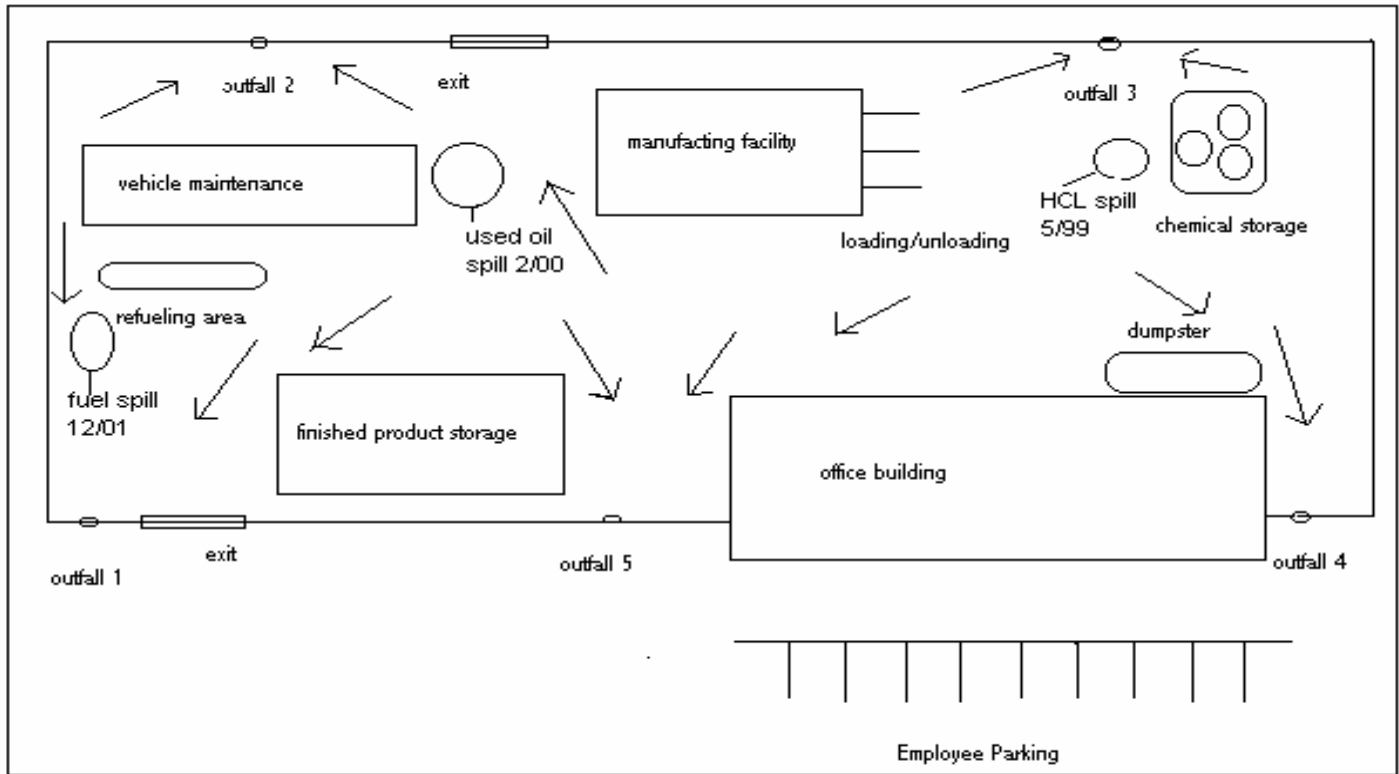 outfall 2
exit
outfall 3
manufacting facility
vehicle maintenance
used oil
spill 2/00
HCL spill
5/99
chemical storage
loading/unloading
refueling area
dumpster
fuel spill
12/01
finished product storage
office building
outfall 1
exit
outfall 5
outfall 4
Employee Parking